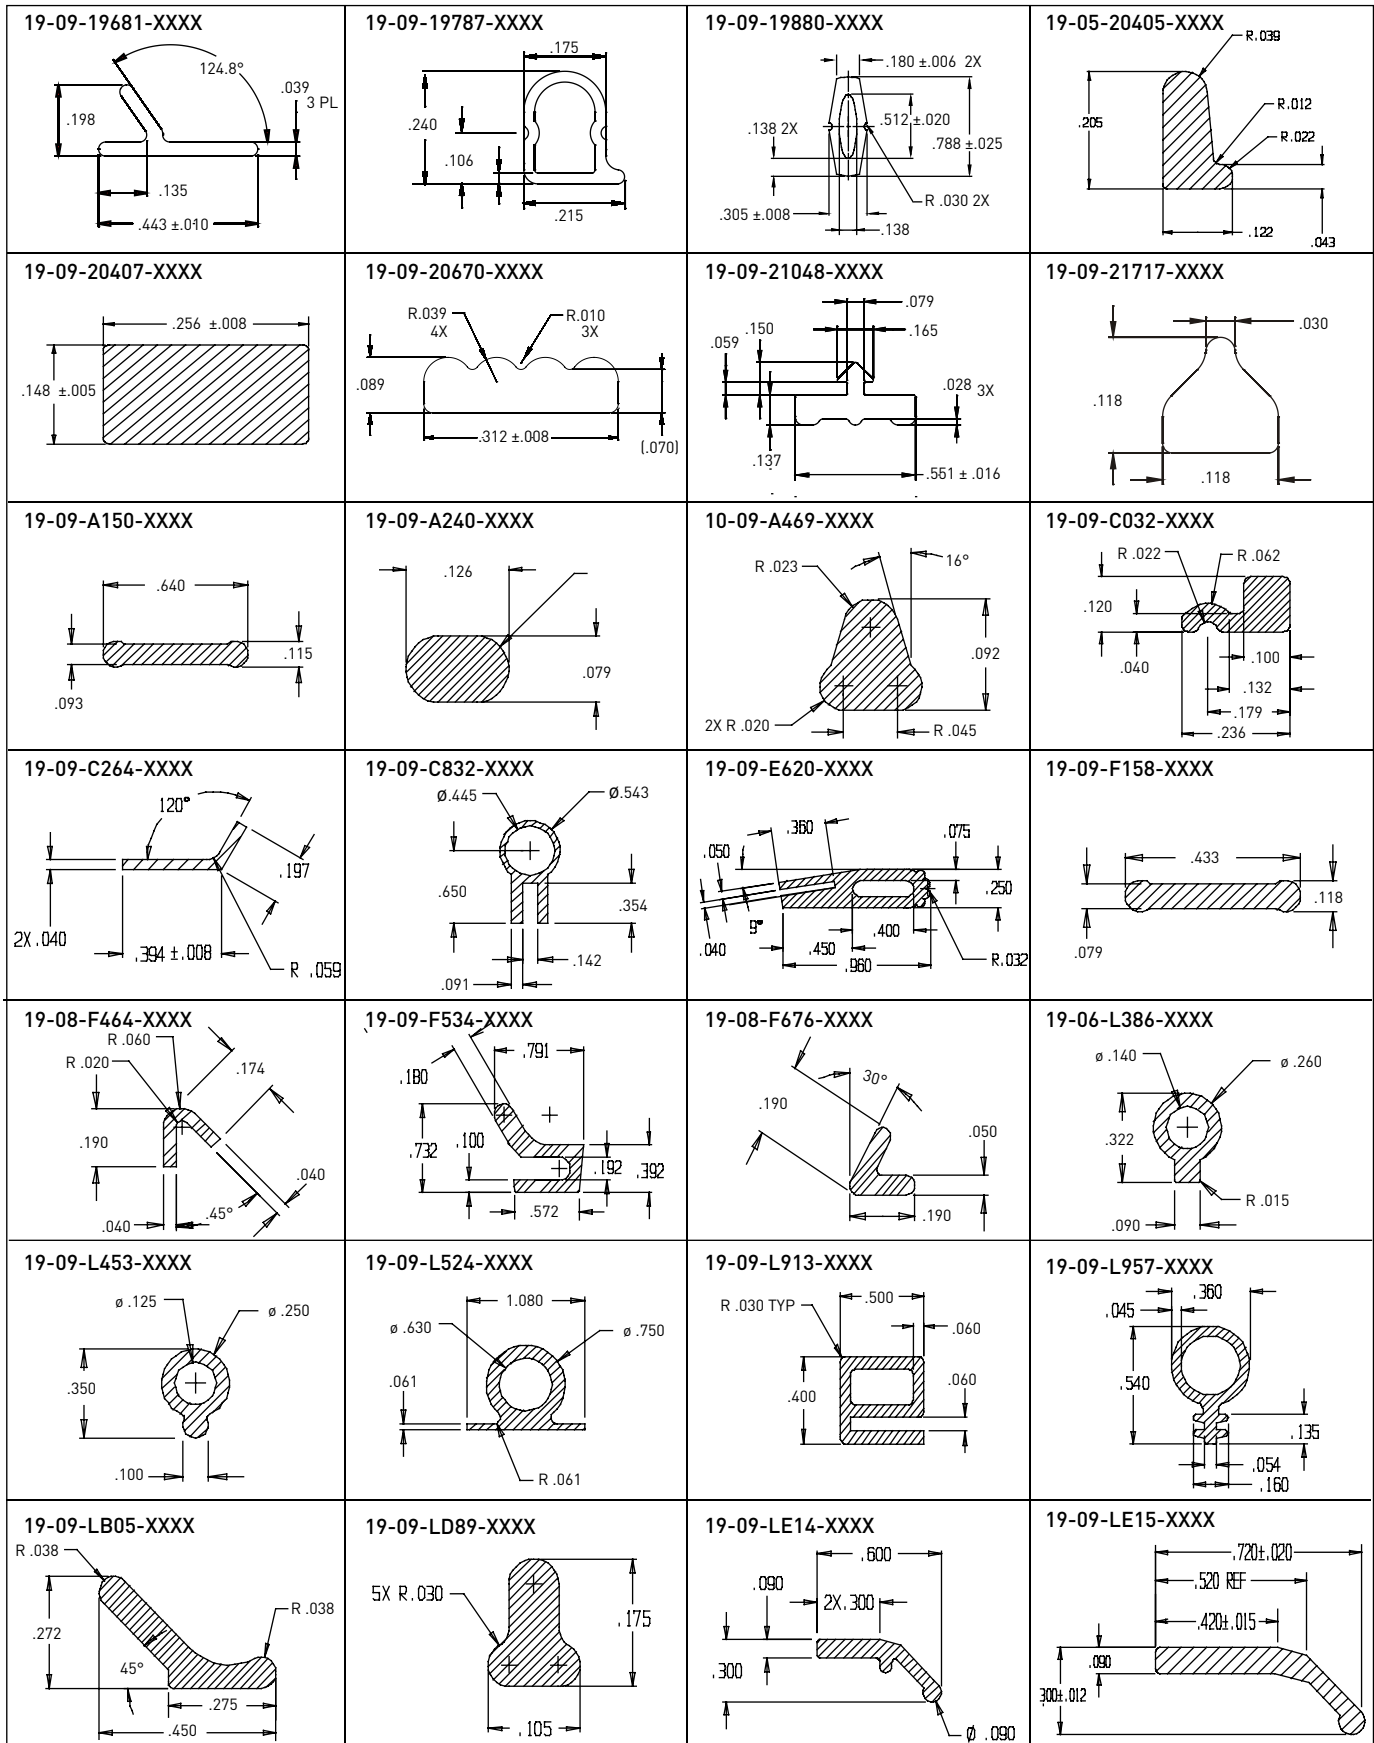 19-09-19681-XXXX
124.8°
.039
3 PL
.198
.135
.443 ±.010
19-09-19787-XXXX
.175
.240
.106
.215
19-09-19880-XXXX
.180 ±.006 2X
.512 ±.020
.138 2X
.788 ±.025
R .030 2X
.305 ±.008
.138
19-05-20405-XXXX
R.039
R.012
.205
R.022
.122
.043
19-09-20407-XXXX
.256 ±.008
.148 ±.005
19-09-20670-XXXX
R.039
4X
R.010
3X
.089
.312 ±.008
(.070)
19-09-21048-XXXX
.079
.150
.165
.059
.028 3X
.137
.551 ± .016
19-09-21717-XXXX
.030
.118
.118
19-09-A150-XXXX
.640
.115
.093
19-09-A240-XXXX
.126
.079
10-09-A469-XXXX
R .023
16°
.092
2X R .020
R .045
19-09-C032-XXXX
R .022
R .062
.120
.040
.100
.132
.179
.236
19-09-C264-XXXX
120°
.197
2X .040
.394 ±.008
R .059
19-09-C832-XXXX
Ø.445
Ø.543
.650
.354
.142
.091
19-09-E620-XXXX
.360
.075
.050
.250
9°
.400
.040
.450
.960
R.032
19-09-F158-XXXX
.433
.118
.079
19-08-F464-XXXX
R .060
R .020
.174
.190
.040
.45°
.040
19-09-F534-XXXX
.791
.180
.100
.732
.192
.392
.572
19-08-F676-XXXX
30°
.190
.050
.190
19-06-L386-XXXX
ø .140
ø .260
.322
R .015
.090
19-09-L453-XXXX
ø .125
ø .250
.350
.100
19-09-L524-XXXX
1.080
ø .630
ø .750
.061
R .061
19-09-L913-XXXX
R .030 TYP
.500
.060
.400
.060
19-09-L957-XXXX
.360
.045
.540
.135
.054
.160
19-09-LB05-XXXX
R .038
R .038
.272
45°
.275
.450
19-09-LD89-XXXX
5X R.030
.175
.105
19-09-LE14-XXXX
.600
.090
2X.300
.300
Ø .090
19-09-LE15-XXXX
.720±.020
.520 REF
.420±.015
.090
.300±.012